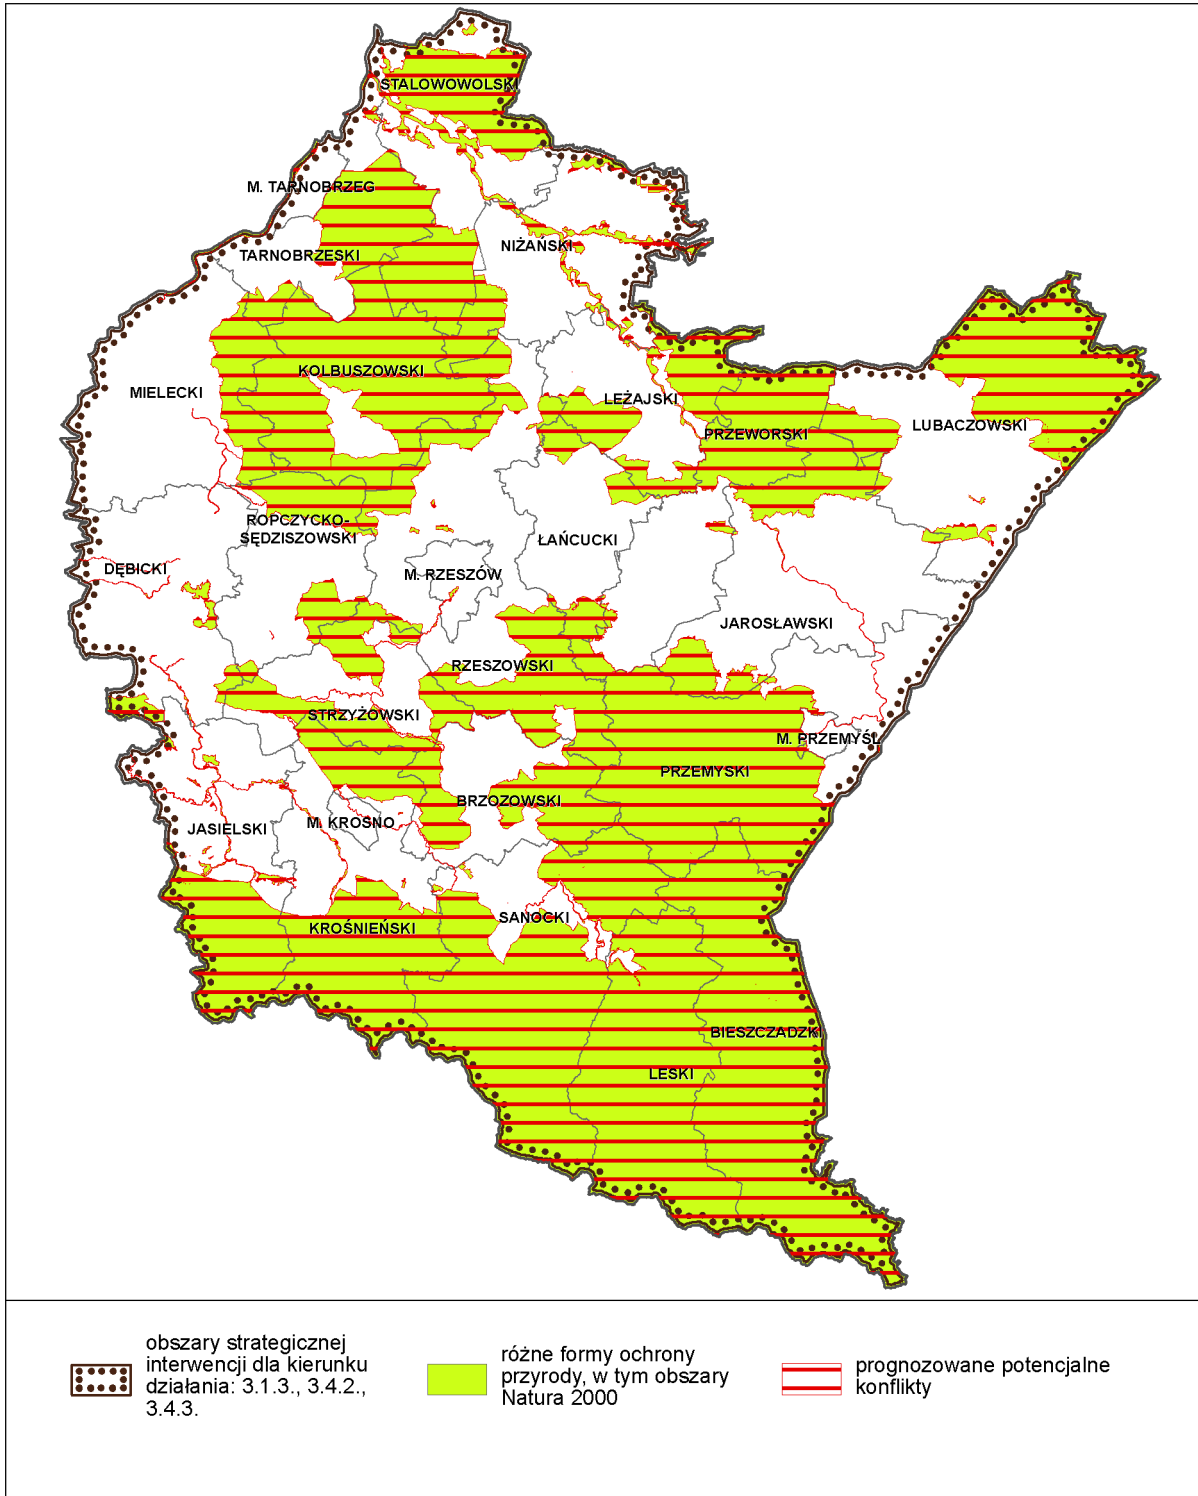 STALOWOWOLSKI
M. TARNOBRZEG
NIŻAŃSKI
TARNOBRZESKI
KOLBUSZOWSKI
MIELECKI
LEŻAJSKI
LUBACZOWSKI
PRZEWORSKI
ROPCZYCKO-
SĘDZISZOWSKI
ŁAŃCUCKI
DĘBICKI
M. RZESZÓW
JAROSŁAWSKI
RZESZOWSKI
STRZYŻOWSKI
M. PRZEMYŚL
PRZEMYSKI
BRZOZOWSKI
M. KROSNO
JASIELSKI
SANOCKI
KROŚNIEŃSKI
BIESZCZADZKI
LESKI
obszary strategicznej
interwencji dla kierunku
działania: 3.1.3., 3.4.2.,
3.4.3.
różne formy ochrony
przyrody, w tym obszary
Natura 2000
prognozowane potencjalne
konflikty